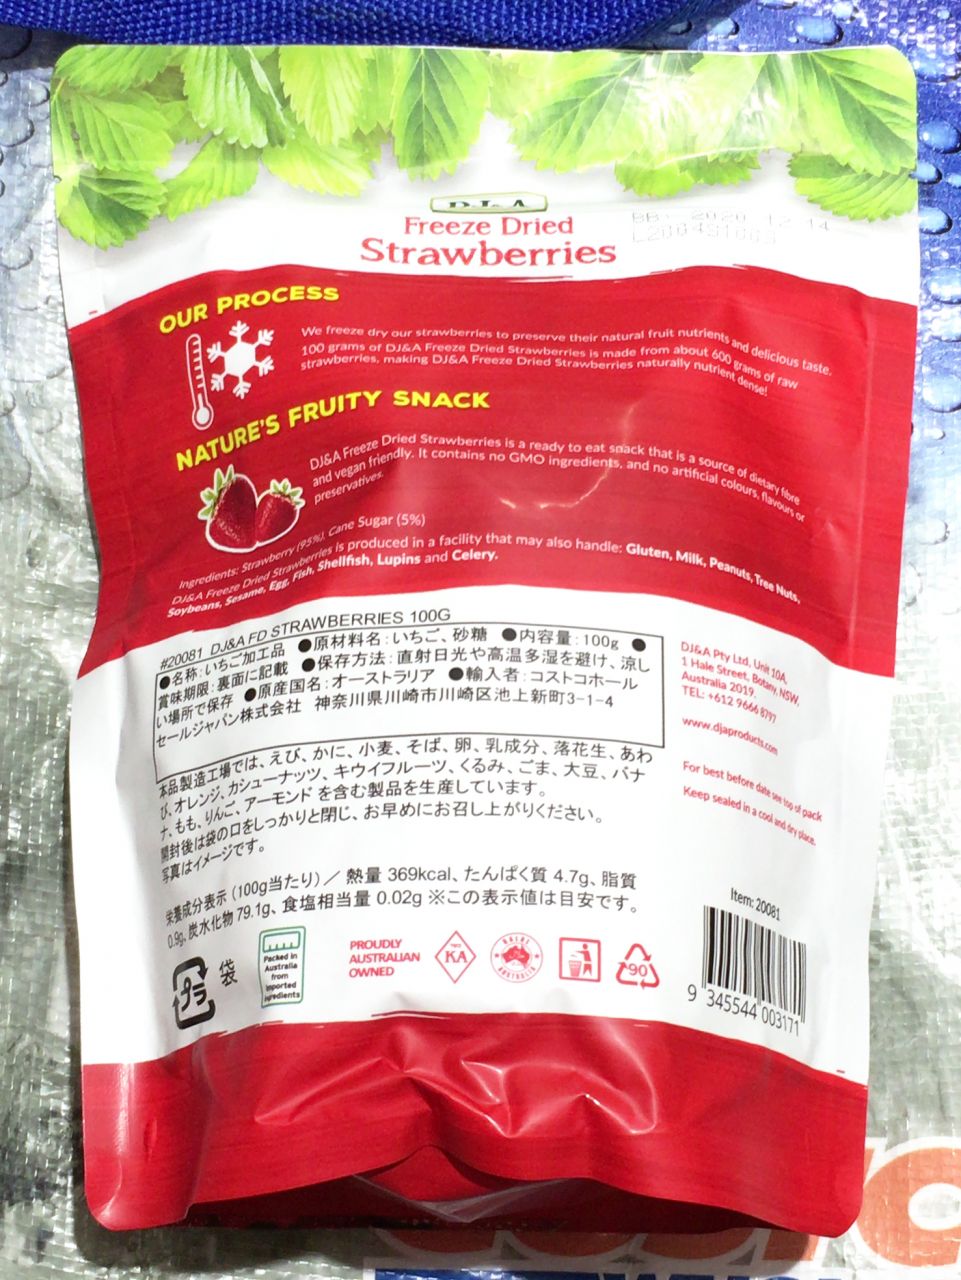 DJ&A
Freeze Dried
Strawberries
BB: 2020 12 14
OUR PROCESS
We freeze dry our strawberries to preserve their natural fruit nutrients and delicious taste.
100 grams of DJ&A Freeze Dried Strawberries is made from about 600 grams of raw
strawberries, making DJ&A Freeze Dried Strawberries naturally nutrient dense!
NATURE'S FRUITY SNACK
DJ&A Freeze Dried Strawberries is a ready to eat snack that is a source of dietary fibre
and vegan friendly. It contains no GMO ingredients, and no artificial colours, flavours or
preservatives.
Ingredients: Strawberry (95%), Cane Sugar (5%)
DJ&A Freeze Dried Strawberries is produced in a facility that may also handle: Gluten, Milk, Peanuts, Tree Nuts,
Soybeans, Sesame, Egg, Fish, Shellfish, Lupins and Celery.
#20081 DJ&A FD STRAWBERRIES 100G
●名称:いちご加工品 ●原材料名:いちご、砂糖 ●内容量:100g ●
賞味期限:裏面に記載 ●保存方法:直射日光や高温多湿を避け、涼し
い場所で保存 ●原産国名:オーストラリア ●輸入者:コストコホール
セールジャパン株式会社 神奈川県川崎市川崎区池上新町3-1-4
本品製造工場では、えび、かに、小麦、そば、卵、乳成分、落花生、あわ
び、オレンジ、カシューナッツ、キウイフルーツ、くるみ、ごま、大豆、バナ
ナ、もも、りんご、アーモンドを含む製品を生産しています。
開封後は袋の口をしっかりと閉じ、お早めにお召し上がりください。
写真はイメージです。
栄養成分表示(100g当たり)/ 熱量 369kcal、たんぱく質 4.7g、脂質
0.9g、炭水化物 79.1g、食塩相当量 0.02g ※この表示値は目安です。
DJ&A Pty Ltd. Unit 10A,
1 Hale Street, Botany, NSW,
Australia 2019.
TEL: +612 9666 8797
www.djaproducts.com
For best before date see top of pack
Keep sealed in a cool and dry place.
プラ
袋
Packed in
Australia
from
imported
ingredients
PROUDLY
AUSTRALIAN
OWNED
KA
HALAL
AUSTRALIA
90
Item: 20081
9 345544 003171